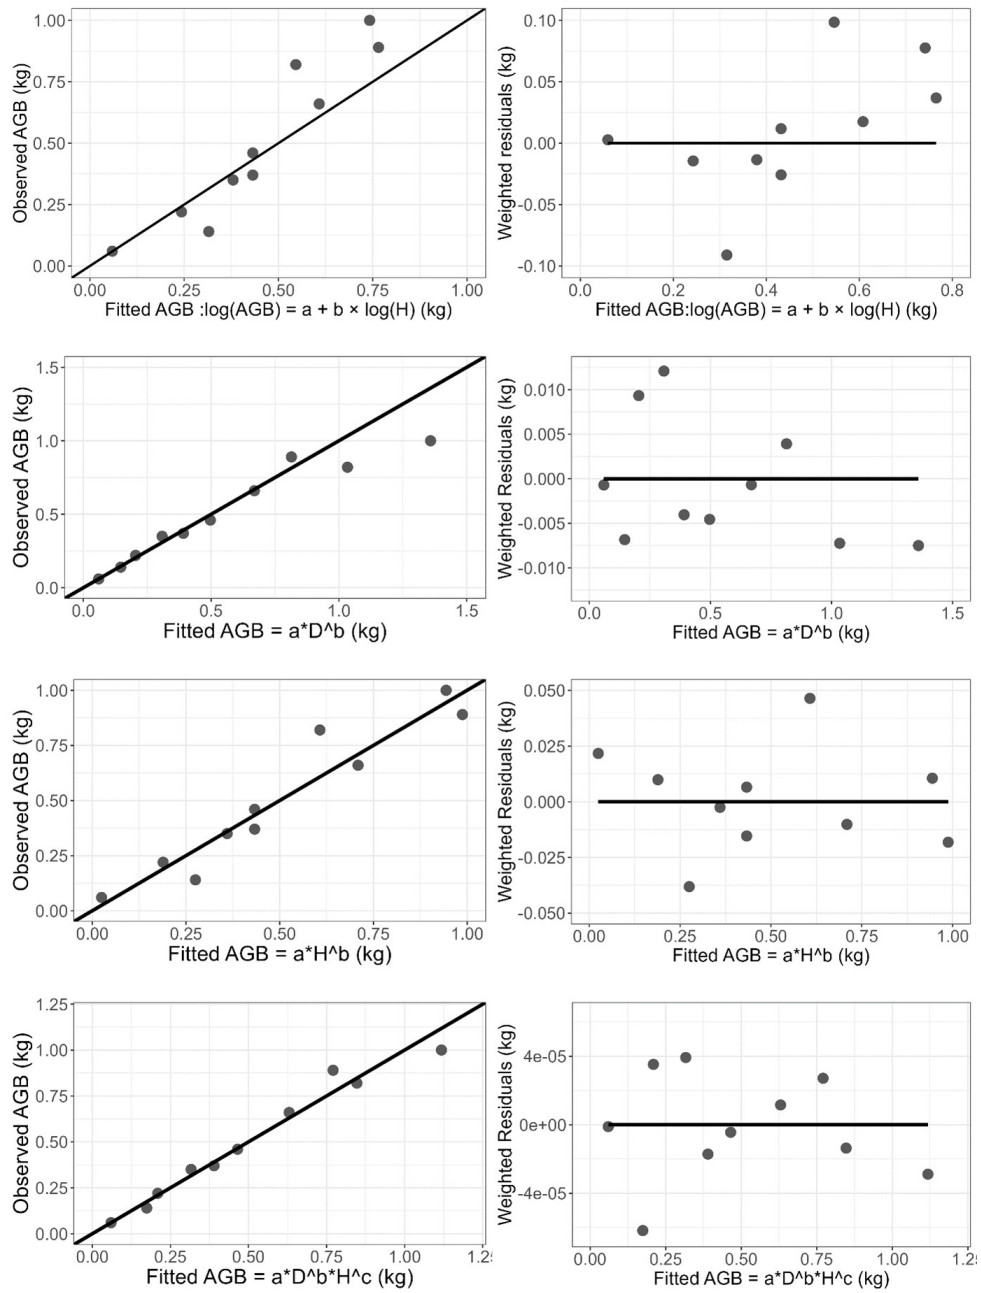 Observed AGB (kg)
1.00
0.75
0.50
0.25
0.00
0.00 0.25 0.50 0.75 1.00
Fitted AGB :log(AGB) = a + b × log(H) (kg)
Weighted residuals (kg)
0.10
0.05
0.00
-0.05
-0.10
0.0 0.2 0.4 0.6 0.8
Fitted AGB:log(AGB) = a + b × log(H) (kg)
Observed AGB (kg)
1.5
1.0
0.5
0.0
0.0 0.5 1.0 1.5
Fitted AGB = a*D^b (kg)
Weighted Residuals (kg)
0.010
0.005
0.000
-0.005
-0.010
0.0 0.5 1.0 1.5
Fitted AGB = a*D^b (kg)
Observed AGB (kg)
1.00
0.75
0.50
0.25
0.00
0.00 0.25 0.50 0.75 1.00
Fitted AGB = a*H^b (kg)
Weighted Residuals (kg)
0.050
0.025
0.000
-0.025
-0.050
0.00 0.25 0.50 0.75 1.00
Fitted AGB = a*H^b (kg)
Observed AGB (kg)
1.25
1.00
0.75
0.50
0.25
0.00
0.00 0.25 0.50 0.75 1.00
Fitted AGB = a*D^b*H^c (kg)
Weighted Residuals (kg)
4e-05
0e+00
-4e-05
0.00 0.25 0.50 0.75 1.00
Fitted AGB = a*D^b*H^c (kg)